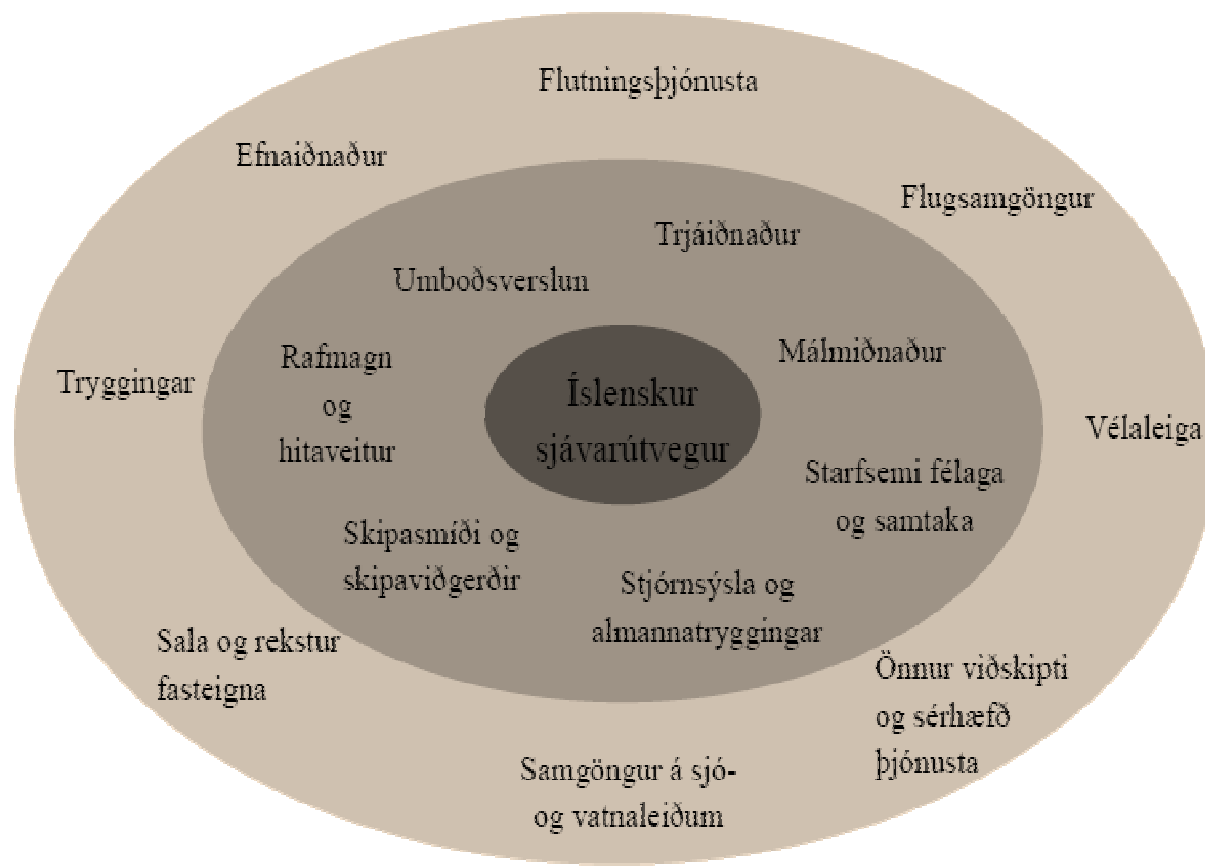 Flutningsþjónusta
Efnaiðnaður
Flugsamgöngur
Trjáiðnaður
Umboðsverslun
Rafmagn
og
hitaveitur
Málmiðnaður
Tryggingar
Íslenskur
sjávarútvegur
Vélaleiga
Starfsemi félaga
og samtaka
Skipasmíði og
skipaviðgerðir
Stjórnsýsla og
almannatryggingar
Sala og rekstur
fasteigna
Önnur viðskipti
og sérhæfð
þjónusta
Samgöngur á sjó-
og vatnaleiðum